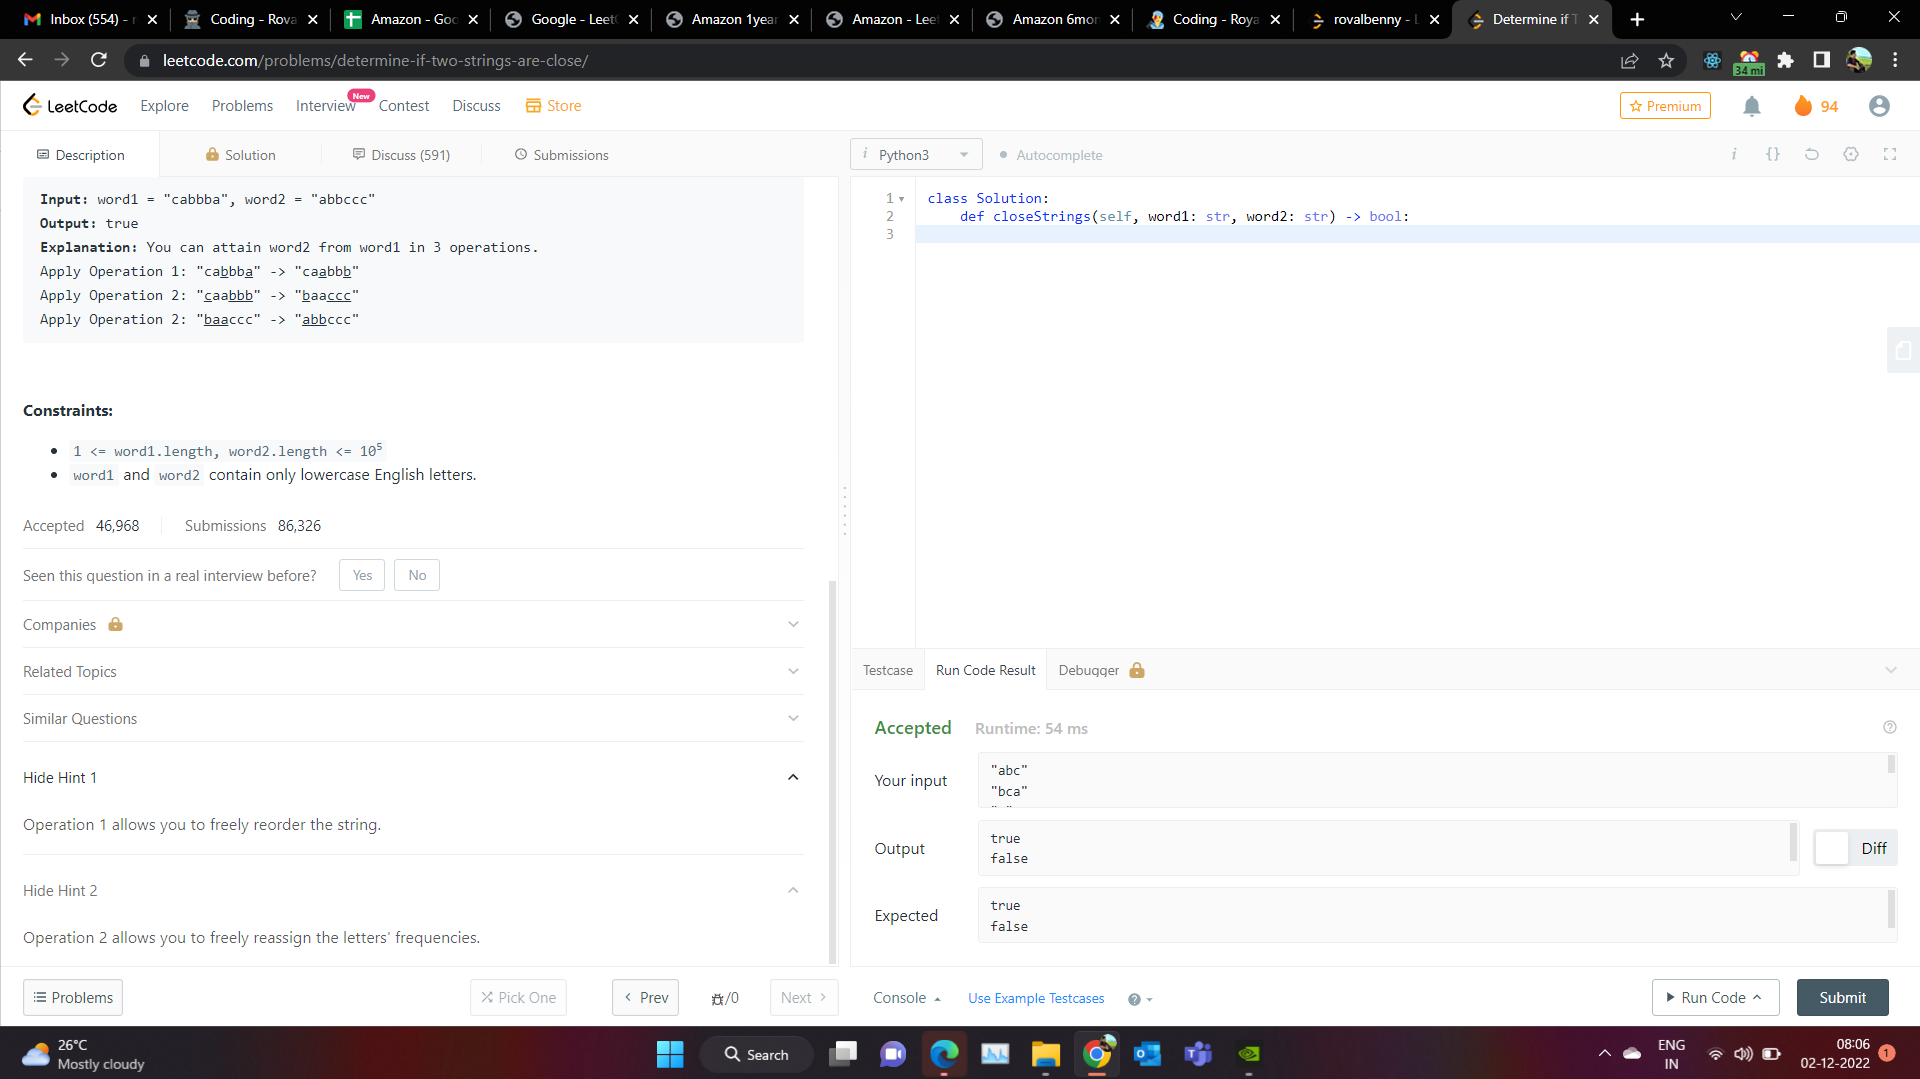 Inbox (554) - r
Coding - Rova
Amazon - Goo
Google - LeetC
Amazon 1year
Amazon - Leet
Amazon 6mon
Coding - Roya
rovalbenny - L
Determine if T
leetcode.com/problems/determine-if-two-strings-are-close/
34 mi
LeetCode
Explore
Problems
Interview
New
Contest
Discuss
Store
Premium
94
Description
Solution
Discuss (591)
Submissions
i Python3
Autocomplete
i {}
Input: word1 = "cabbba", word2 = "abbccc"
Output: true
Explanation: You can attain word2 from word1 in 3 operations.
Apply Operation 1: "cabbba" -> "caabbb"
Apply Operation 2: "caabbb" -> "baaccc"
Apply Operation 2: "baaccc" -> "abbccc"
Constraints:
1 <= word1.length, word2.length <= 10⁵
word1 and word2 contain only lowercase English letters.
Accepted 46,968 Submissions 86,326
Seen this question in a real interview before? Yes No
Companies
Related Topics
Similar Questions
Hide Hint 1
Operation 1 allows you to freely reorder the string.
Hide Hint 2
Operation 2 allows you to freely reassign the letters' frequencies.
1 class Solution:
2 def closeStrings(self, word1: str, word2: str) -> bool:
3
Testcase
Run Code Result
Debugger
Accepted Runtime: 54 ms
Your input
"abc"
"bca"
Output
true
false
Diff
Expected
true
false
Problems
Pick One
Prev
/0
Next
Console
Use Example Testcases
Run Code
Submit
26°C
Mostly cloudy
Search
ENG
IN
08:06
02-12-2022
1